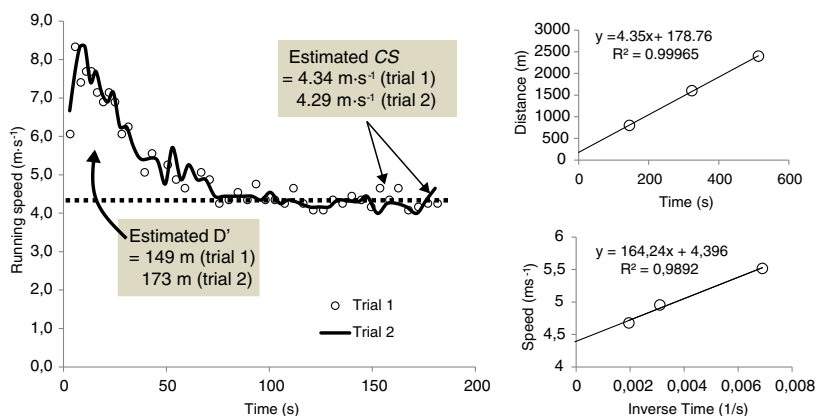 9,0
8,0
7,0
6,0
5,0
4,0
3,0
2,0
1,0
0,0
Running speed (m·s⁻¹)
Estimated CS
= 4.34 m·s⁻¹ (trial 1)
4.29 m·s⁻¹ (trial 2)
Estimated D'
= 149 m (trial 1)
173 m (trial 2)
Trial 1
Trial 2
0 50 100 150 200
Time (s)
y =4.35x+ 178.76
R² = 0.99965
3000
2500
2000
1500
1000
500
0
Distance (m)
0 200 400 600
Time (s)
y = 164,24x + 4,396
R² = 0,9892
6
5,5
5
4,5
4
Speed (ms⁻¹)
0 0,002 0,004 0,006 0,008
Inverse Time (1/s)